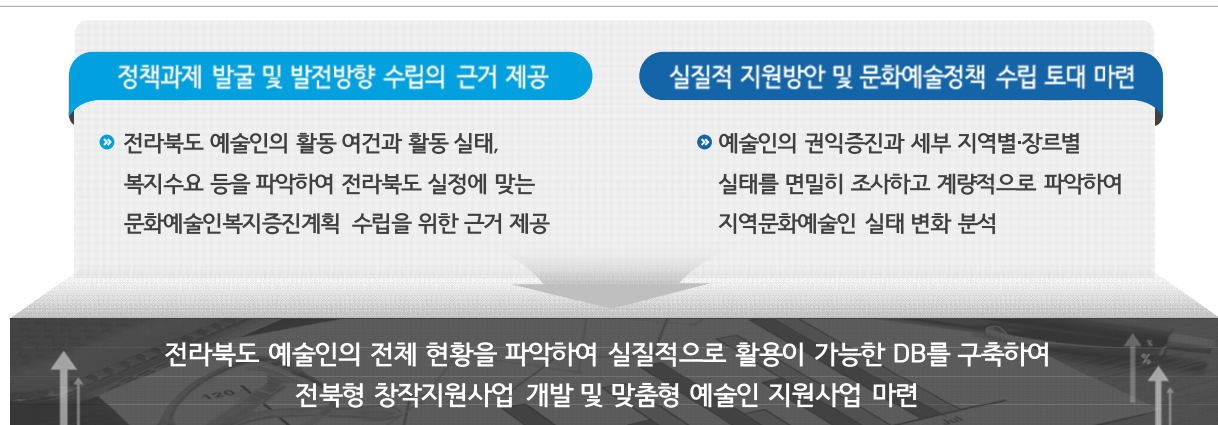 정책과제 발굴 및 발전방향 수립의 근거 제공
전라북도 예술인의 활동 여건과 활동 실태,
복지수요 등을 파악하여 전라북도 실정에 맞는
문화예술인복지증진계획 수립을 위한 근거 제공
실질적 지원방안 및 문화예술정책 수립 토대 마련
예술인의 권익증진과 세부 지역별·장르별
실태를 면밀히 조사하고 계량적으로 파악하여
지역문화예술인 실태 변화 분석
전라북도 예술인의 전체 현황을 파악하여 실질적으로 활용이 가능한 DB를 구축하여
전북형 창작지원사업 개발 및 맞춤형 예술인 지원사업 마련
120
%
Jul